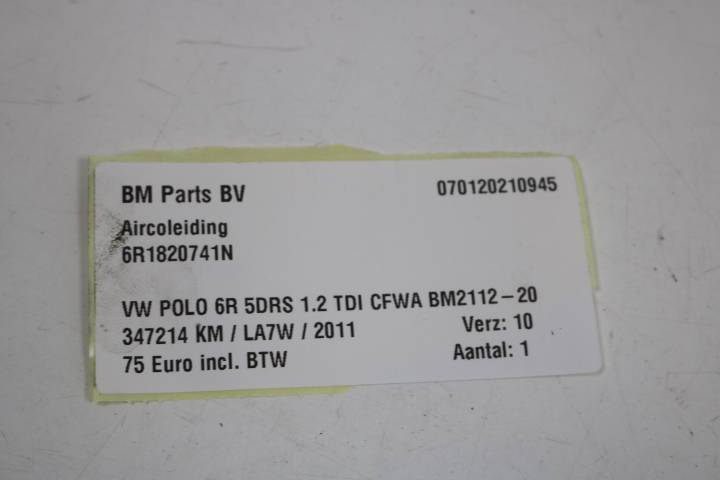 BM Parts BV 070120210945
Aircoleiding
6R1820741N
VW POLO 6R 5DRS 1.2 TDI CFWA BM2112-20
347214 KM / LA7W / 2011 Verz: 10
75 Euro incl. BTW Aantal: 1